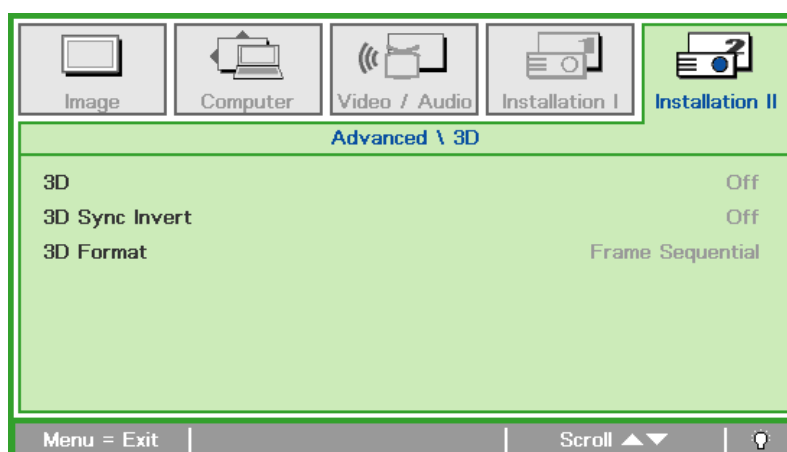 Image
Computer
Video / Audio
Installation I
Installation II
Advanced \ 3D
3D Off
3D Sync Invert Off
3D Format Frame Sequential
Menu = Exit Scroll ▲▼